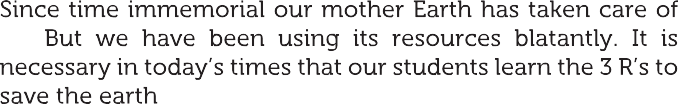 Since time immemorial our mother Earth has taken care of
But we have been using its resources blatantly. It is
necessary in today's times that our students learn the 3 R's to
save the earth